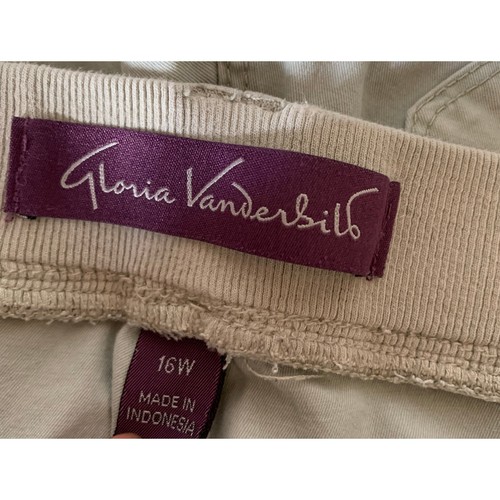 Gloria Vanderbilt
16W
MADE IN
INDONESIA